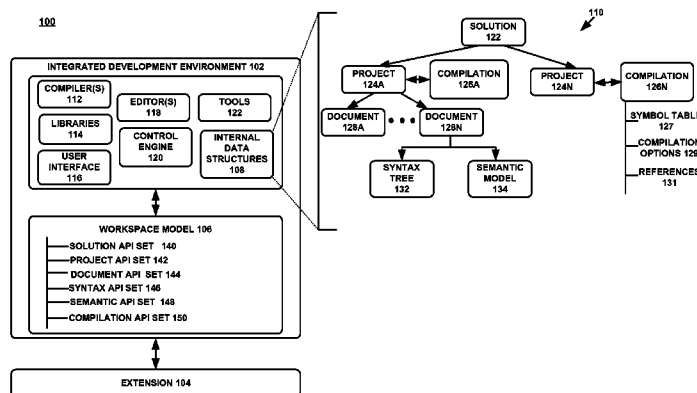 100
110
INTEGRATED DEVELOPMENT ENVIRONMENT 102
COMPILER(S)
112
EDITOR(S)
118
TOOLS
122
LIBRARIES
114
CONTROL
ENGINE
120
INTERNAL
DATA
STRUCTURES
108
USER
INTERFACE
116
WORKSPACE MODEL 106
SOLUTION API SET 140
PROJECT API SET 142
DOCUMENT API SET 144
SYNTAX API SET 146
SEMANTIC API SET 148
COMPILATION API SET 150
EXTENSION 104
SOLUTION
122
PROJECT
124A
COMPILATION
126A
PROJECT
124N
COMPILATION
126N
DOCUMENT
128A
DOCUMENT
128N
SYNTAX
TREE
132
SEMANTIC
MODEL
134
SYMBOL TABLE
127
COMPILATION
OPTIONS 129
REFERENCES
131